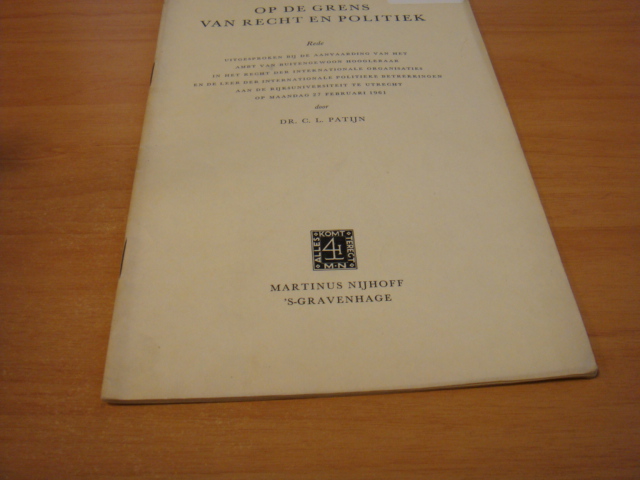 OP DE GRENS
VAN RECHT EN POLITIEK
Rede
UITGESPROKEN BIJ DE AANVAARDING VAN HET
AMBT VAN BUITENGEWOON HOOGLERAAR
IN HET RECHT DER INTERNATIONALE ORGANISATIES
EN DE LEER DER INTERNATIONALE POLITIEKE BETREKKINGEN
AAN DE RIJKSUNIVERSITEIT TE UTRECHT
OP MAANDAG 27 FEBRUARI 1961
door
DR. C. L. PATIJN
ALLES KOMT TERECHT
M·N
MARTINUS NIJHOFF
'S-GRAVENHAGE